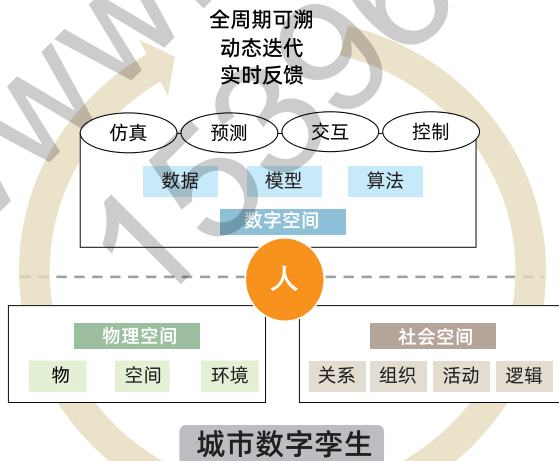 全周期可溯
动态迭代
实时反馈
仿真 预测 交互 控制
数据 模型 算法
数字空间
人
物理空间 社会空间
物 空间 环境 关系 组织 活动 逻辑
城市数字孪生